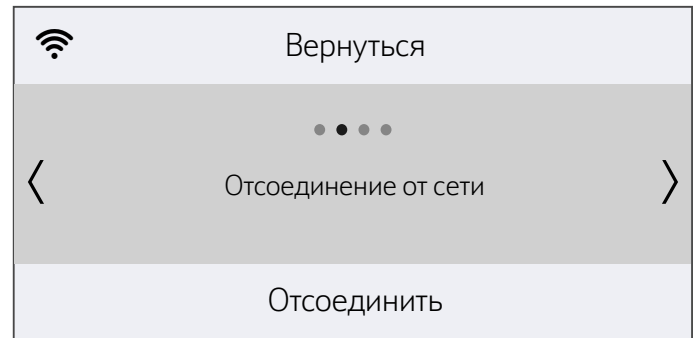 Вернуться
Отсоединение от сети
Отсоединить